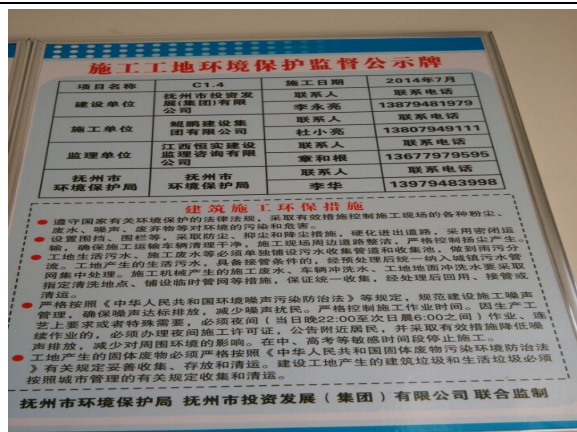 施工工地环境保护监督公示牌
项目名称 C1.4 施工日期 2014年7月
建设单位 抚州市投资发展(集团)有限公司 联系人 联系电话
李永亮 13879481979
施工单位 鲲鹏建设集团有限公司 联系人 联系电话
杜小亮 13807949111
监理单位 江西恒实建设监理咨询有限公司 联系人 联系电话
章和根 13677979595
抚州市环境保护局 抚州市环境保护局 联系人 联系电话
李华 13979483998
建筑施工环保措施
● 遵守国家有关环境保护的法律法规，采取有效措施控制施工现场的各种粉尘、
废水、噪声、废弃物等对环境的污染和危害。
● 设置围挡、围栏等，采取防尘、抑尘和降尘措施，硬化进出道路，采用密闭运
输，确保施工运输车辆清理干净，施工现场周边道路整洁，严格控制扬尘产生。
● 工地生活污水、施工废水等必须单独铺设污水收集管道和收集池，做到雨污分
流。工地产生的生活污水，具备接管条件的，经预处理后统一纳入城镇污水管
网集中处理。施工机械产生的施工废水、车辆冲洗水、工地地面冲洗水要采取
指定清洗地点、铺设临时管网等措施，保证统一收集，经处理后回用、接管或
清运。
● 严格按照《中华人民共和国环境噪声污染防治法》等规定，规范建设施工噪声
管理，确保噪声达标排放，减少噪声扰民。严格控制施工作业时间。因生产工
艺上要求或者特殊需要，必须夜间(当日晚22:00至次日晨6:00之间)作业、连
续作业的，必须办理夜间施工许可证，公告附近居民，并采取有效措施降低噪
声排放，减少对周围环境的影响。在中、高考等敏感时间段停止施工。
● 工地产生的固体废物必须严格按照《中华人民共和国固体废物污染环境防治法
》有关规定妥善收集、存放和清运。建设工地产生的建筑垃圾和生活垃圾必须
按照城市管理的有关规定收集和清运。
抚州市环境保护局 抚州市投资发展(集团)有限公司 联合监制